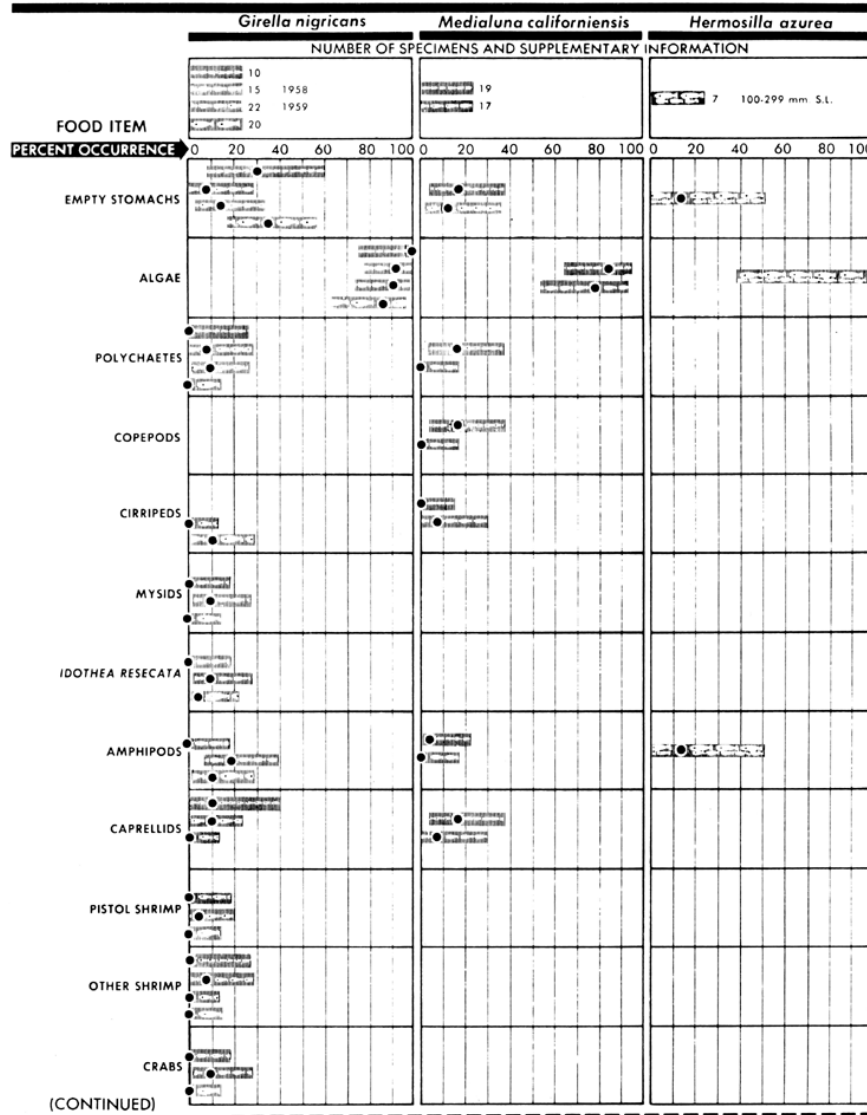 Girella nigricans Medialuna californiensis Hermosilla azurea
NUMBER OF SPECIMENS AND SUPPLEMENTARY INFORMATION
10
15 1958
22 1959
20
19
17
7 100-299 mm S.L.
FOOD ITEM
PERCENT OCCURRENCE
0 20 40 60 80 100 0 20 40 60 80 100 0 20 40 60 80 100
EMPTY STOMACHS
ALGAE
POLYCHAETES
COPEPODS
CIRRIPEDS
MYSIDS
IDOTHEA RESECATA
AMPHIPODS
CAPRELLIDS
PISTOL SHRIMP
OTHER SHRIMP
CRABS
(CONTINUED)